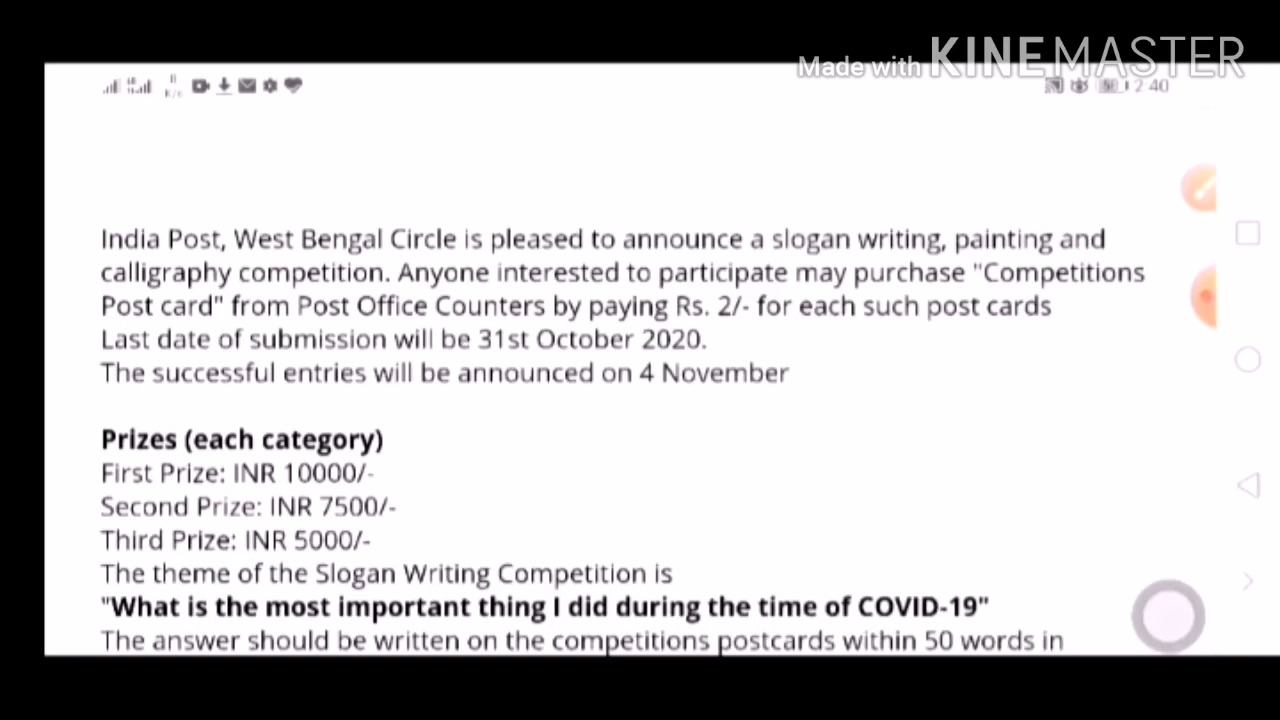 Made with KINEMASTER
2:40
India Post, West Bengal Circle is pleased to announce a slogan writing, painting and
calligraphy competition. Anyone interested to participate may purchase "Competitions
Post card" from Post Office Counters by paying Rs. 2/- for each such post cards
Last date of submission will be 31st October 2020.
The successful entries will be announced on 4 November
Prizes (each category)
First Prize: INR 10000/-
Second Prize: INR 7500/-
Third Prize: INR 5000/-
The theme of the Slogan Writing Competition is
"What is the most important thing I did during the time of COVID-19"
The answer should be written on the competitions postcards within 50 words in